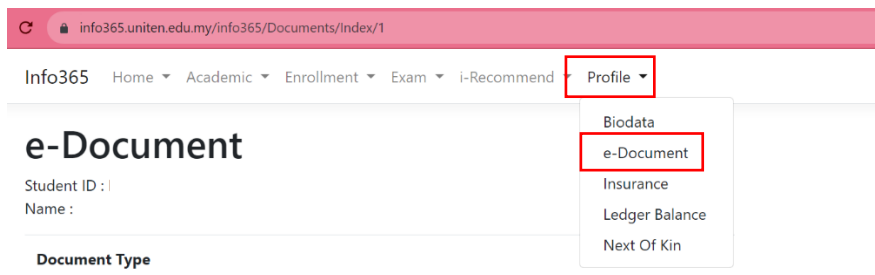 info365.uniten.edu.my/info365/Documents/Index/1
Info365 Home Academic Enrollment Exam i-Recommend Profile
Biodata
e-Document
Insurance
Ledger Balance
Next Of Kin
e-Document
Student ID :
Name :
Document Type